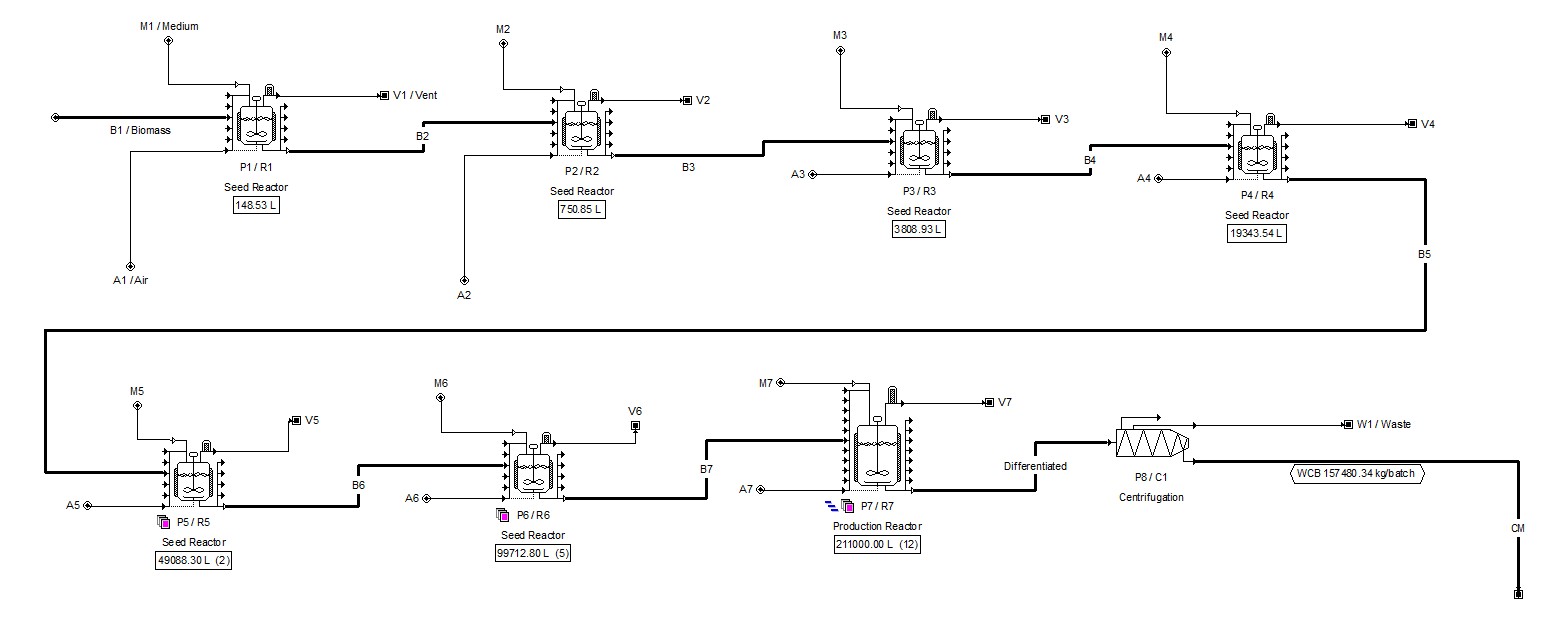 M1 / Medium
M2
M3
M4
V1 / Vent
V2
V3
V4
B1 / Biomass
B2
B3
B4
A3
A4
P1 / R1
Seed Reactor
148.53 L
P2 / R2
Seed Reactor
750.85 L
P3 / R3
Seed Reactor
3808.93 L
P4 / R4
Seed Reactor
19343.54 L
A1 / Air
A2
B5
M5
M6
M7
V5
V6
V7
W1 / Waste
B6
B7
Differentiated
A5
A6
A7
P5 / R5
Seed Reactor
49088.30 L (2)
P6 / R6
Seed Reactor
99712.80 L (5)
P7 / R7
Production Reactor
211000.00 L (12)
P8 / C1
Centrifugation
WCB 157480.34 kg/batch
CM